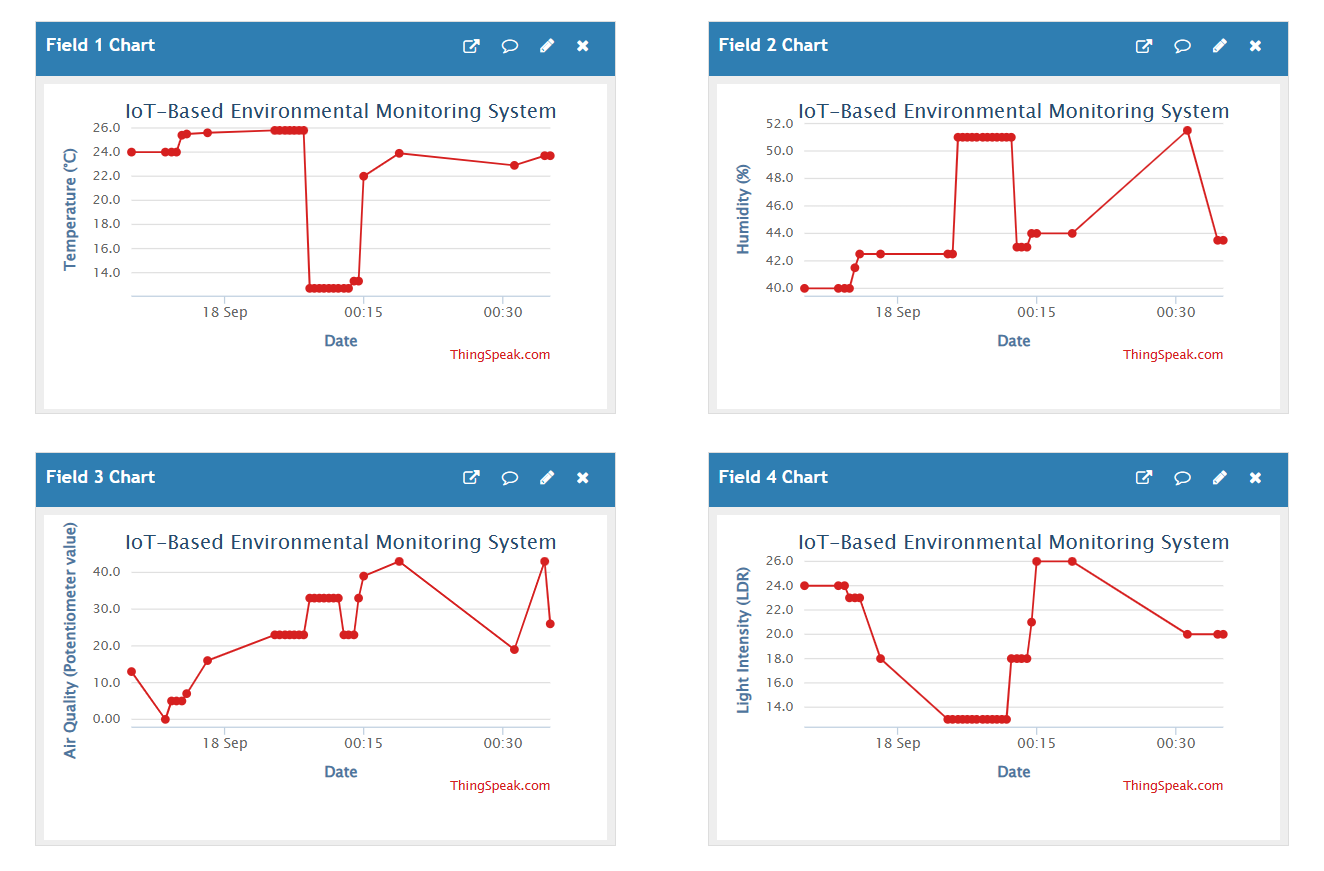 Field 1 Chart
IoT-Based Environmental Monitoring System
Temperature (°C)
26.0
24.0
22.0
20.0
18.0
16.0
14.0
18 Sep 00:15 00:30
Date
ThingSpeak.com
Field 2 Chart
IoT-Based Environmental Monitoring System
Humidity (%)
52.0
50.0
48.0
46.0
44.0
42.0
40.0
18 Sep 00:15 00:30
Date
ThingSpeak.com
Field 3 Chart
IoT-Based Environmental Monitoring System
Air Quality (Potentiometer value)
40.0
30.0
20.0
10.0
0.00
18 Sep 00:15 00:30
Date
ThingSpeak.com
Field 4 Chart
IoT-Based Environmental Monitoring System
Light Intensity (LDR)
26.0
24.0
22.0
20.0
18.0
16.0
14.0
18 Sep 00:15 00:30
Date
ThingSpeak.com